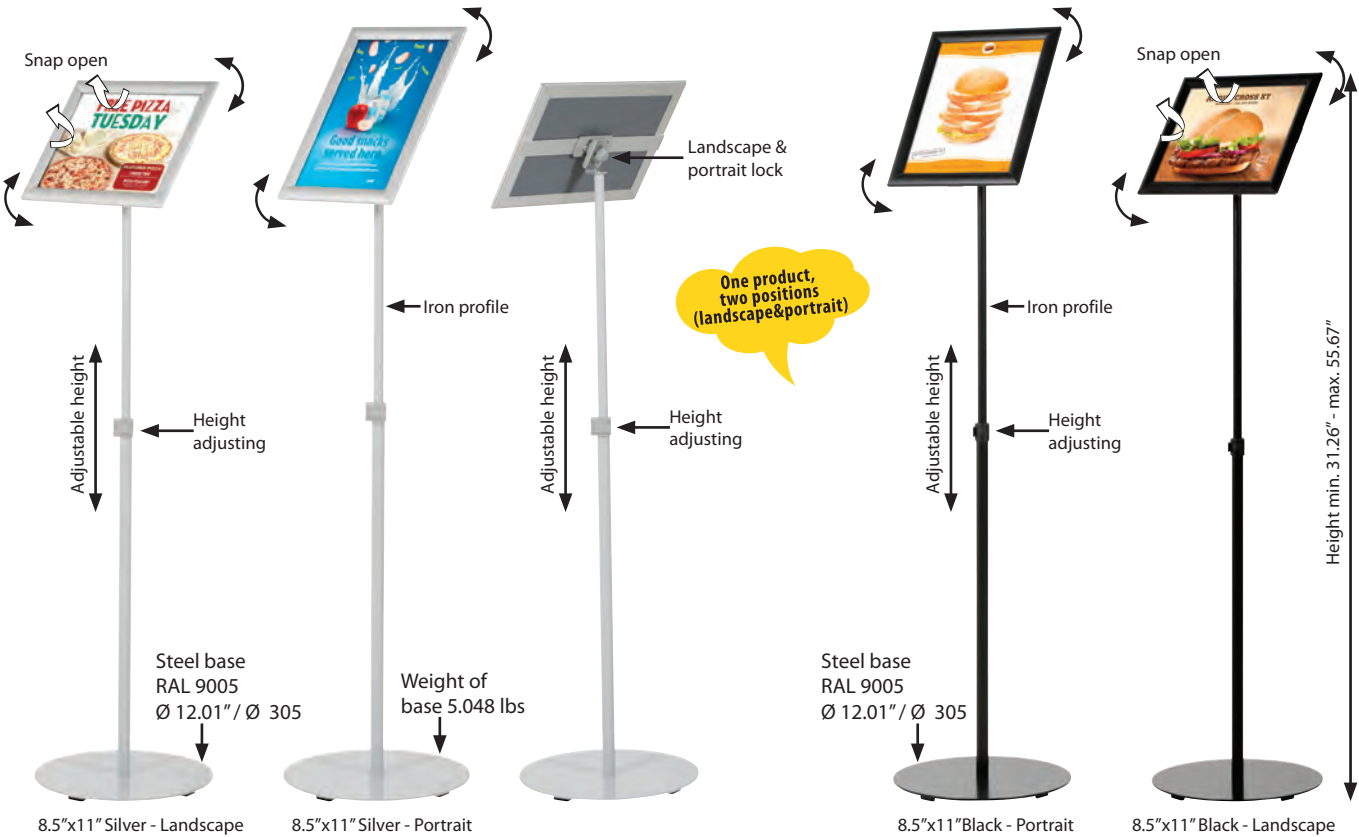 Snap open
FREE PIZZA
TUESDAY
Good snacks
served here.
Landscape &
portrait lock
Snap open
One product,
two positions
(landscape&portrait)
Iron profile
Iron profile
Adjustable height
Height
adjusting
Adjustable height
Height
adjusting
Adjustable height
Height
adjusting
Height min. 31.26” - max. 55.67”
Steel base
RAL 9005
Ø 12.01” / Ø 305
Weight of
base 5.048 lbs
Steel base
RAL 9005
Ø 12.01” / Ø 305
8.5”x11” Silver - Landscape
8.5”x11” Silver - Portrait
8.5”x11”Black - Portrait
8.5”x11” Black - Landscape